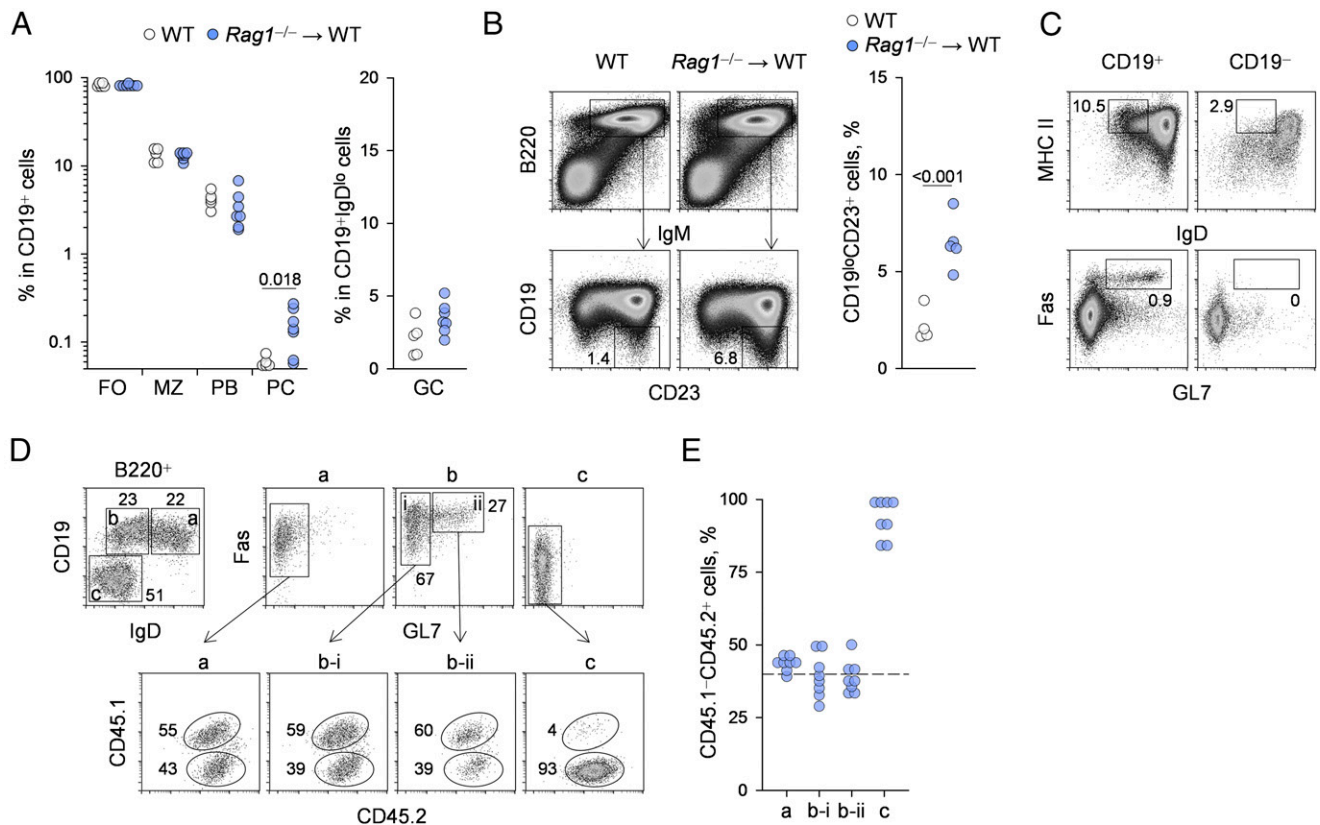 A
WT Rag1–/– → WT
% in CD19+ cells
100
10
1
0.1
0.018
FO MZ PB PC
% in CD19+IgDlo cells
20
15
10
5
0
GC
B
WT
Rag1–/– → WT
WT Rag1–/– → WT
B220
IgM
CD19
1.4
6.8
CD23
CD19loCD23+ cells, %
15
10
5
0
<0.001
C
CD19+ CD19–
MHC II
10.5
2.9
IgD
Fas
0.9
0
GL7
D
B220+
a
b
c
CD19
23 22
b a
c
51
IgD
Fas
i ii
27
67
GL7
a b-i b-ii c
CD45.1
55
43
59
39
60
39
4
93
CD45.2
E
CD45.1–CD45.2+ cells, %
100
75
50
25
0
a b-i b-ii c